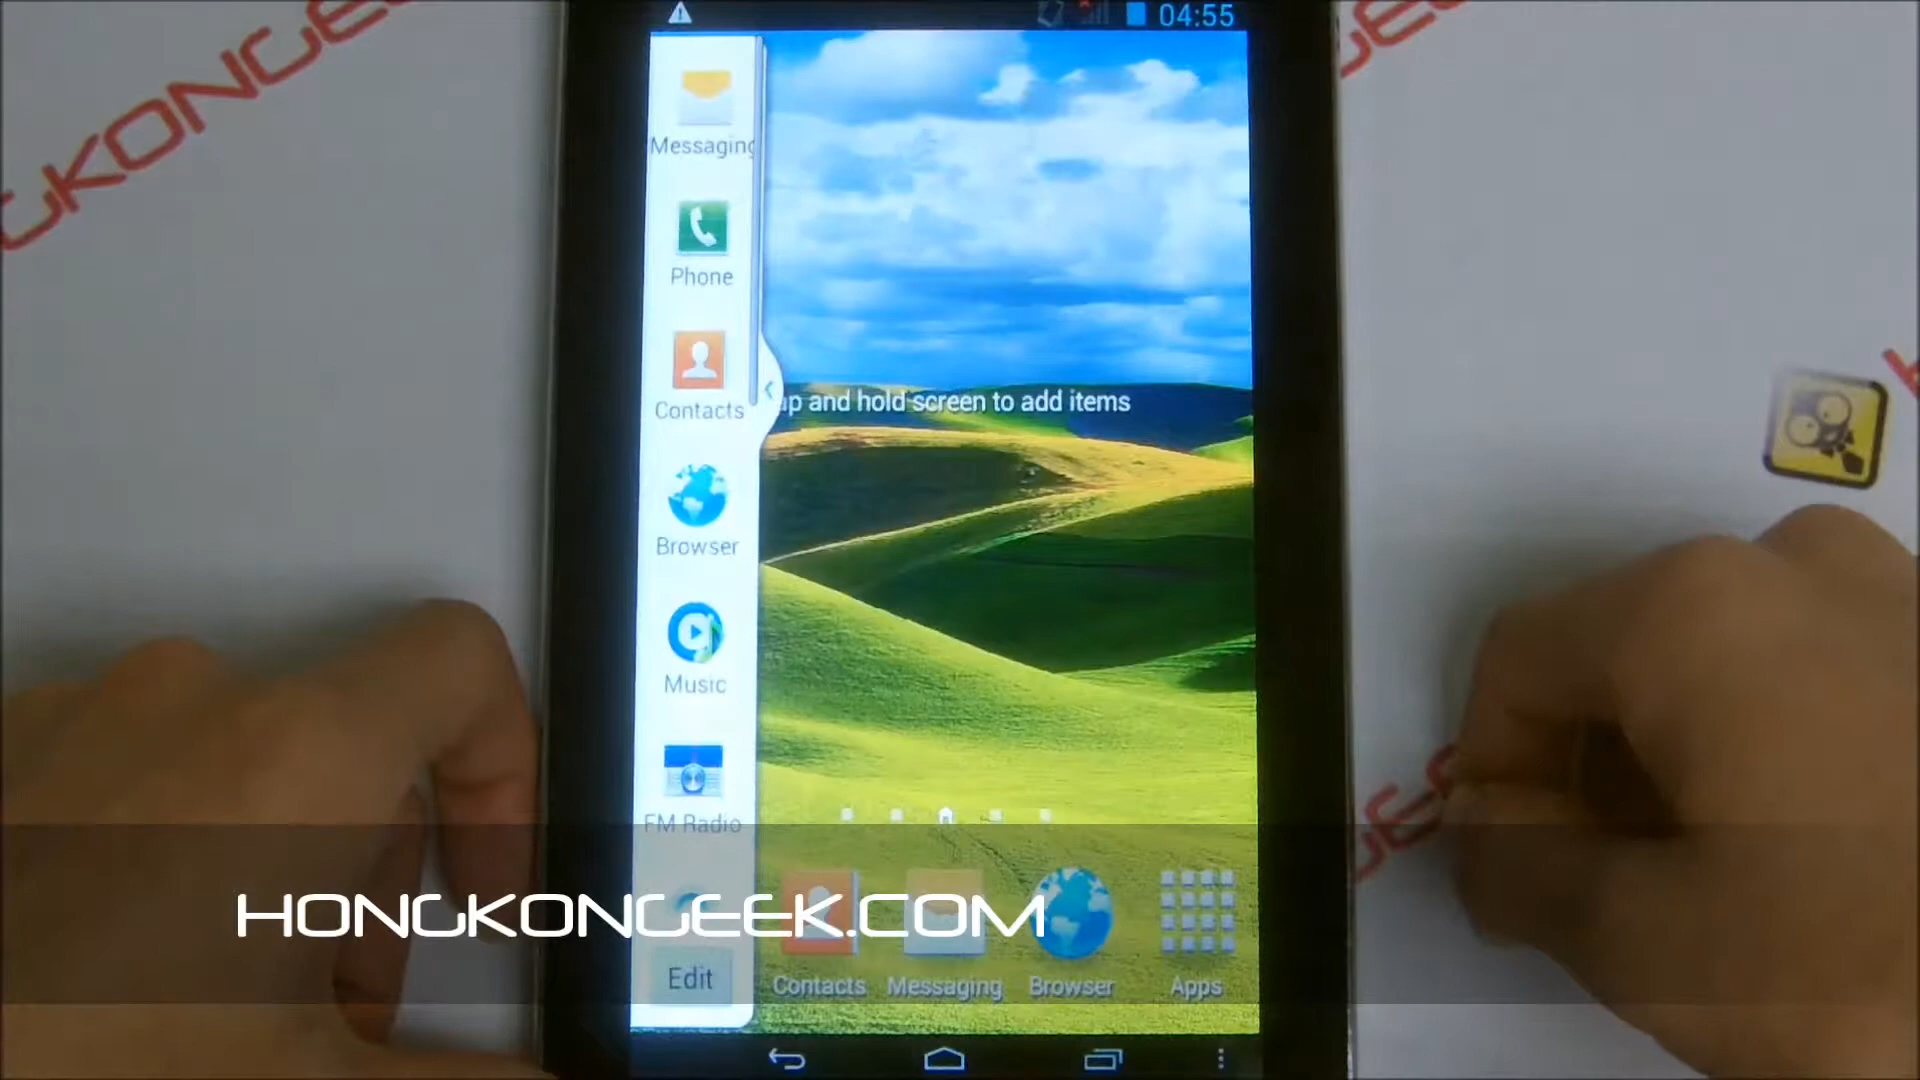 04:55
Messaging
Phone
Contacts
up and hold screen to add items
Browser
Music
FM Radio
HONGKONGEEK.COM
Edit
Contacts Messaging Browser Apps